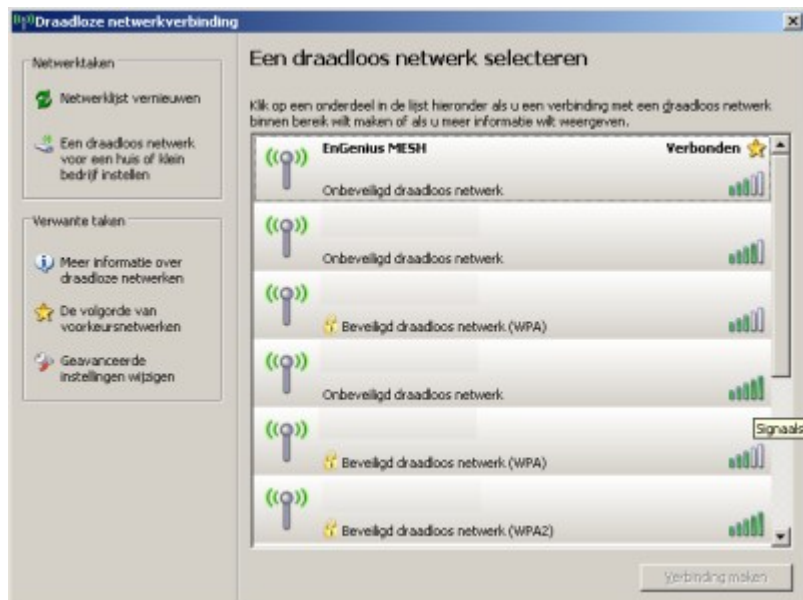 Draadloze netwerkverbinding
Netwerktaken
Netwerklijst vernieuwen
Een draadloos netwerk
voor een huis of klein
bedrijf instellen
Verwante taken
Meer informatie over
draadloze netwerken
De volgorde van
voorkeursnetwerken
Geavanceerde
instellingen wijzigen
Een draadloos netwerk selecteren
Klik op een onderdeel in de lijst hieronder als u een verbinding met een draadloos netwerk
binnen bereik wilt maken of als u meer informatie wilt weergeven.
EnGenius MESH Verbonden
Onbeveiligd draadloos netwerk
Onbeveiligd draadloos netwerk
Beveiligd draadloos netwerk (WPA)
Onbeveiligd draadloos netwerk
Signaals
Beveiligd draadloos netwerk (WPA)
Beveiligd draadloos netwerk (WPA2)
Verbinding maken